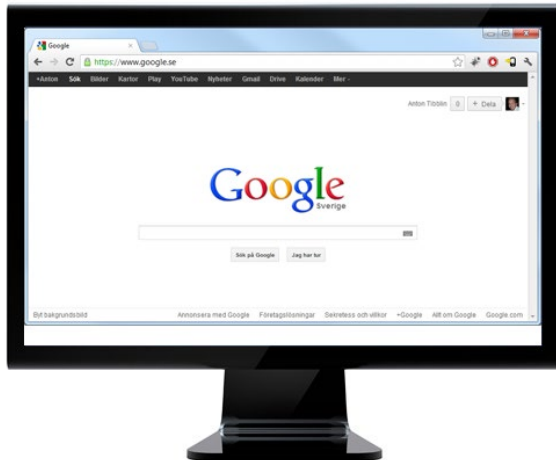 Google
https://www.google.se
+Anton Sök Bilder Kartor Play YouTube Nyheter Gmail Drive Kalender Mer
Anton Tibblin 0 + Dela
Google
Sverige
Sök på Google Jag har tur
Byt bakgrundsbild Annonsera med Google Företagslösningar Sekretess och villkor +Google Allt om Google Google.com